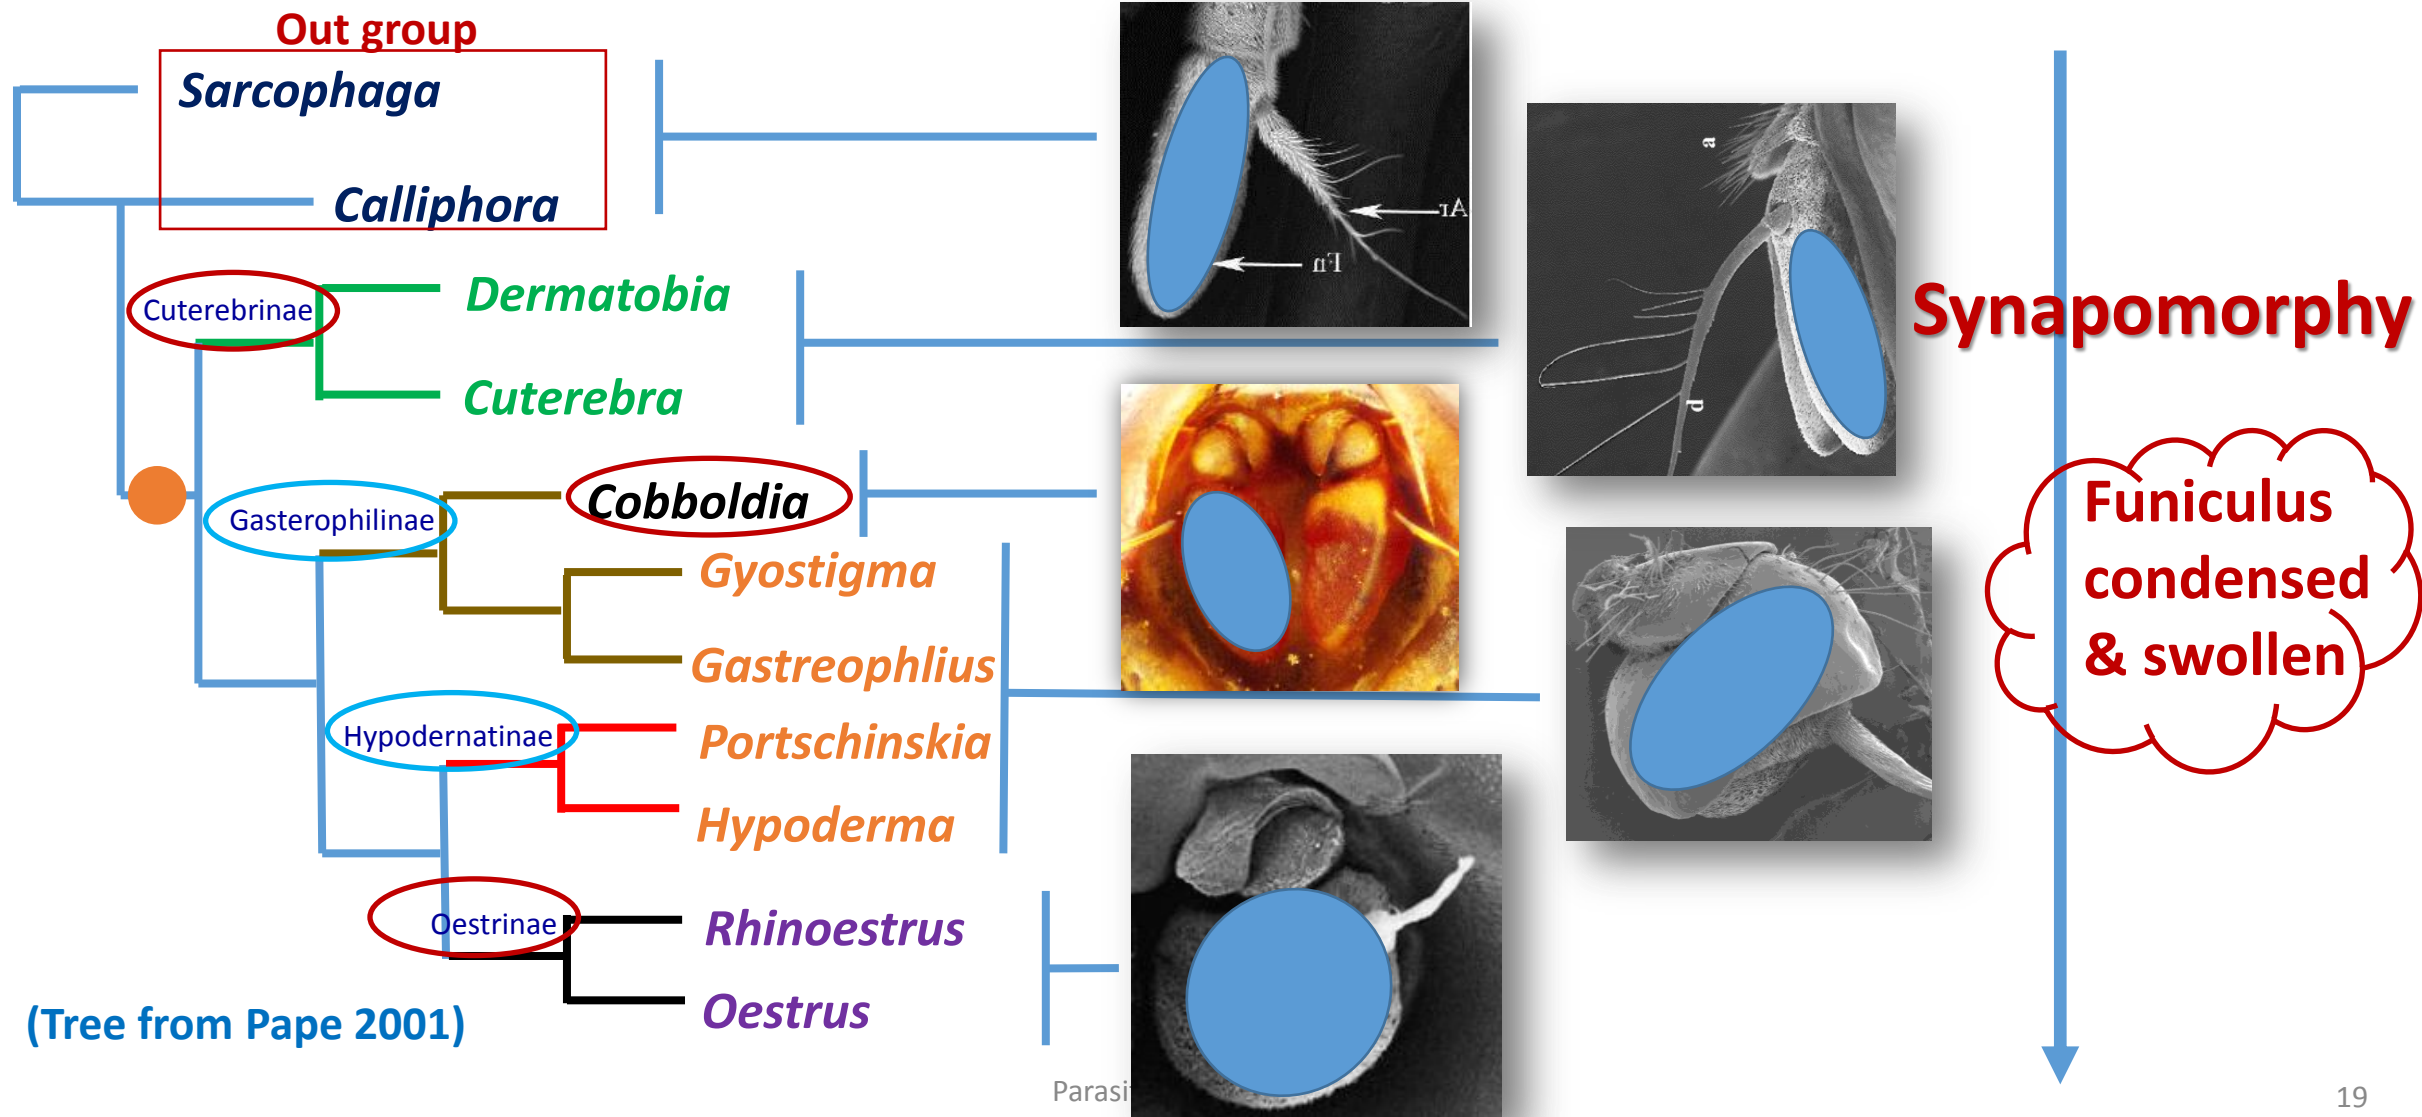 Out group
Sarcophaga
Calliphora
Cuterebrinae
Dermatobia
Cuterebra
Gasterophilinae
Cobboldia
Gyostigma
Gastreophlius
Hypodernatinae
Portschinskia
Hypoderma
Oestrinae
Rhinoestrus
Oestrus
(Tree from Pape 2001)
Ar
Fn
a
p
Synapomorphy
Funiculus
condensed
& swollen
19